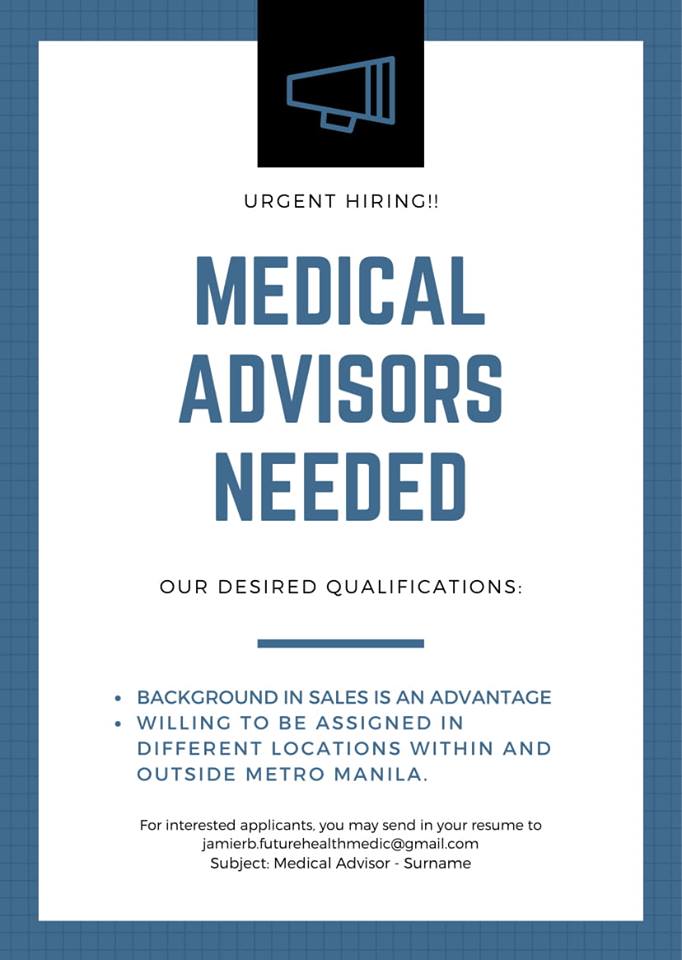 URGENT HIRING!!
MEDICAL
ADVISORS
NEEDED
OUR DESIRED QUALIFICATIONS:
• BACKGROUND IN SALES IS AN ADVANTAGE
• WILLING TO BE ASSIGNED IN
DIFFERENT LOCATIONS WITHIN AND
OUTSIDE METRO MANILA.
For interested applicants, you may send in your resume to
jamierb.futurehealthmedic@gmail.com
Subject: Medical Advisor - Surname